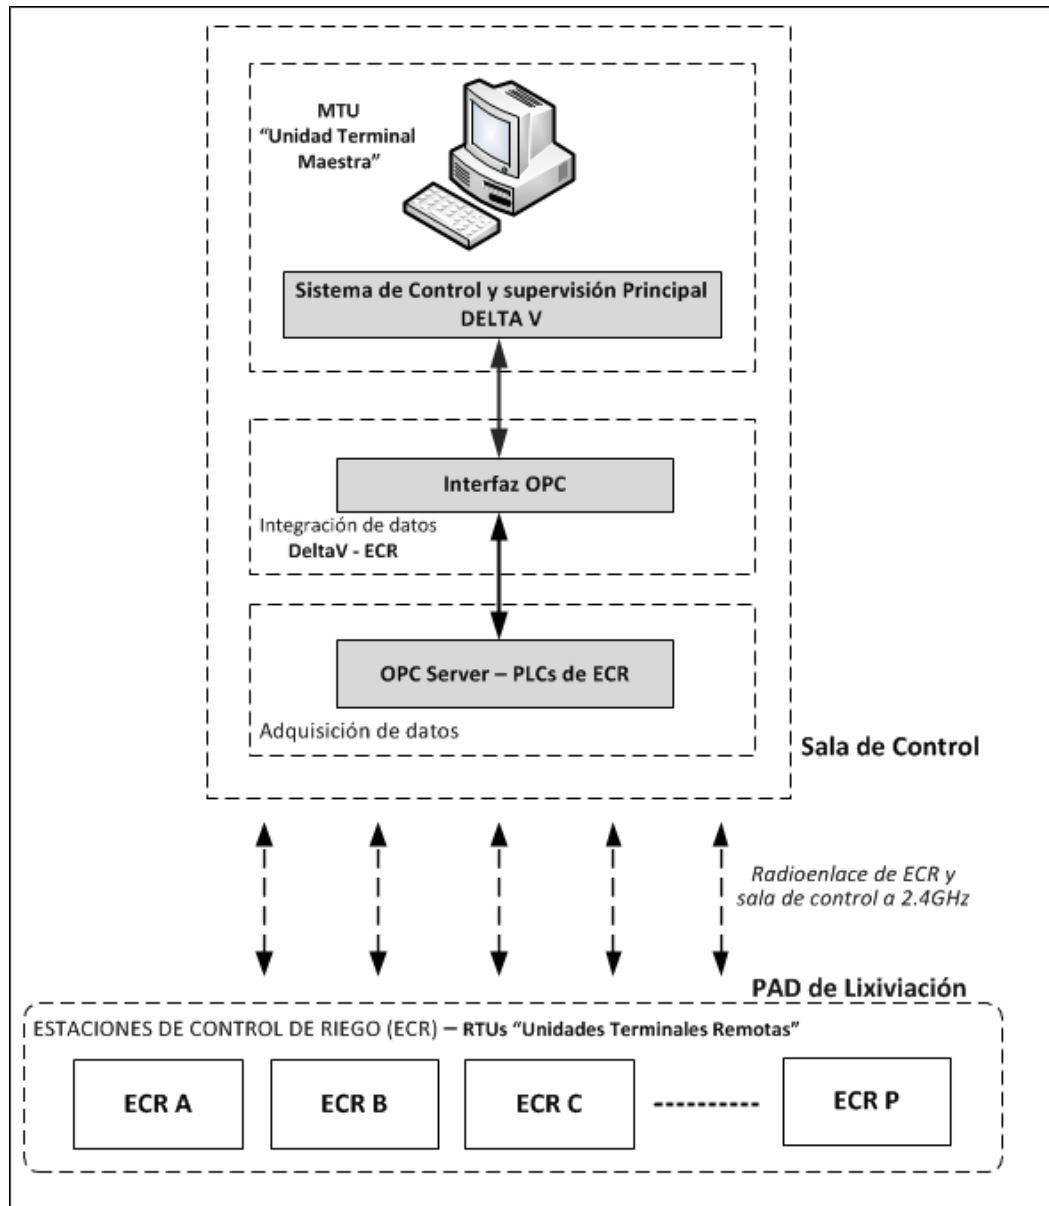 MTU
“Unidad Terminal
Maestra”
Sistema de Control y supervisión Principal
DELTA V
Interfaz OPC
Integración de datos
DeltaV - ECR
OPC Server – PLCs de ECR
Adquisición de datos
Sala de Control
Radioenlace de ECR y
sala de control a 2.4GHz
PAD de Lixiviación
ESTACIONES DE CONTROL DE RIEGO (ECR) – RTUs “Unidades Terminales Remotas”
ECR A
ECR B
ECR C
ECR P